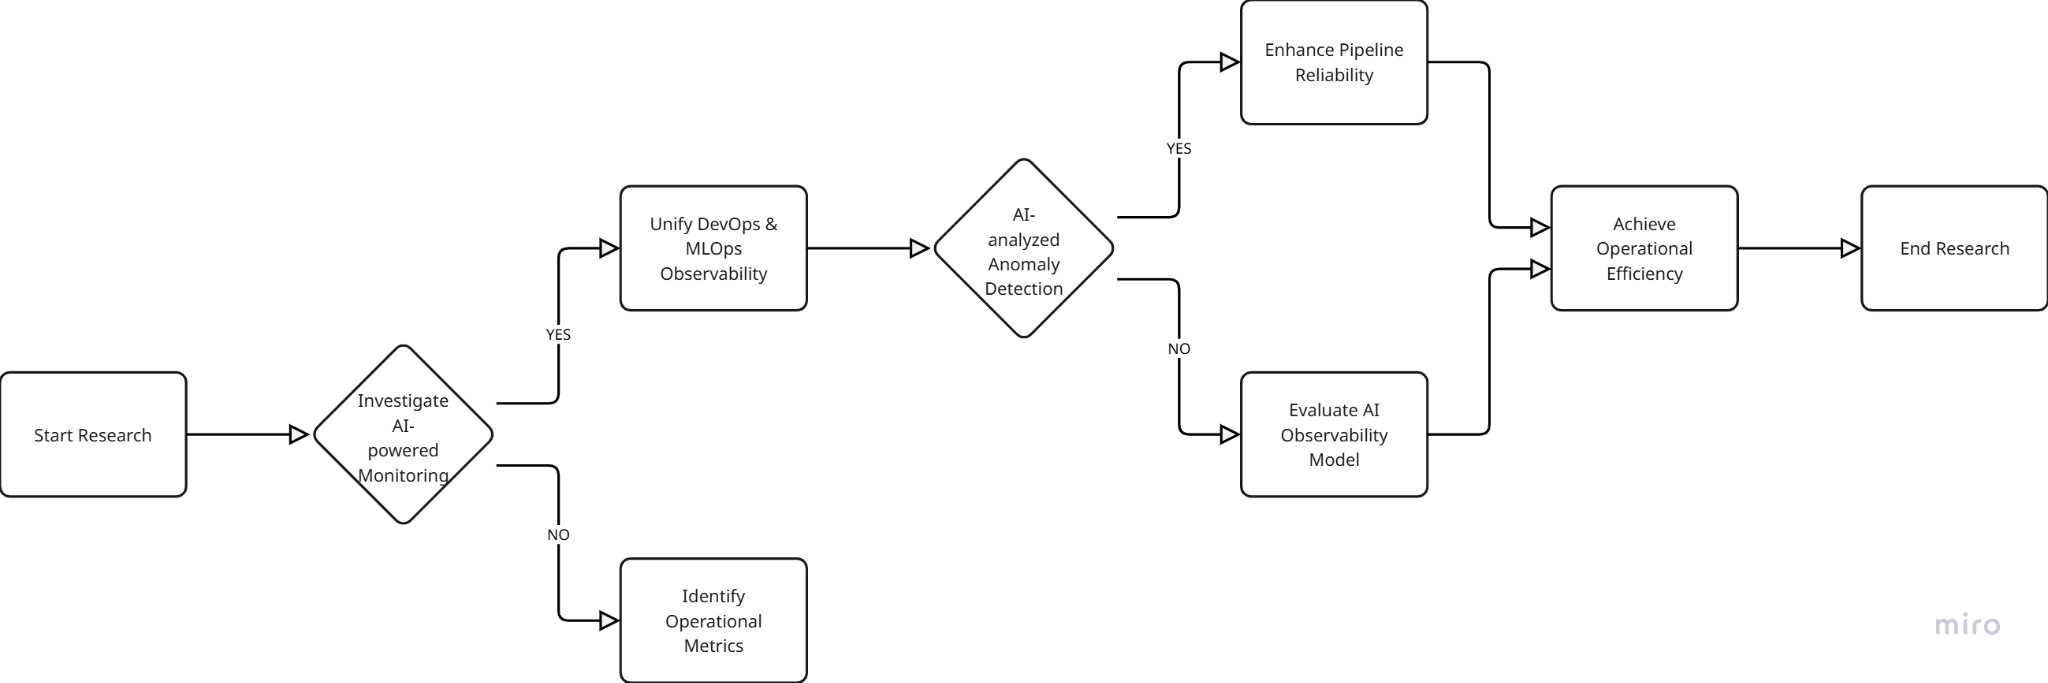 Start Research
Investigate
AI-
powered
Monitoring
YES
NO
Unify DevOps &
MLOps
Observability
Identify
Operational
Metrics
AI-
analyzed
Anomaly
Detection
YES
NO
Enhance Pipeline
Reliability
Evaluate AI
Observability
Model
Achieve
Operational
Efficiency
End Research
miro